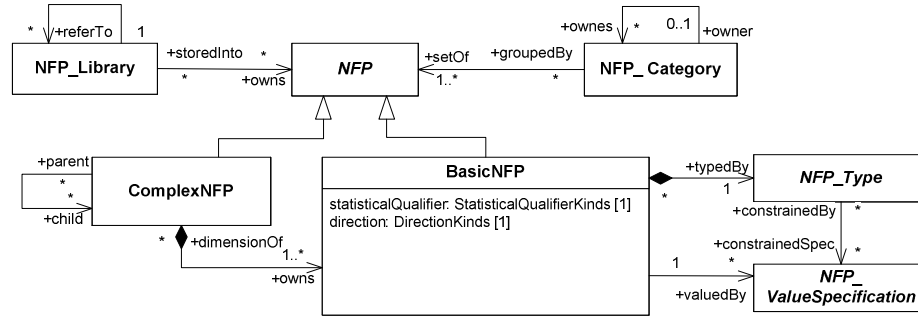 +referTo
*
1
NFP_Library
+storedInto
*
*
+owns
NFP
+setOf
1..*
+groupedBy
*
+ownes
*
0..1
+owner
NFP_ Category
+parent
*
*
+child
ComplexNFP
*
+dimensionOf
1..*
+owns
BasicNFP
statisticalQualifier: StatisticalQualifierKinds [1]
direction: DirectionKinds [1]
+typedBy
*
1
NFP_Type
+constrainedBy
*
+constrainedSpec
*
1
*
+valuedBy
NFP_
ValueSpecification